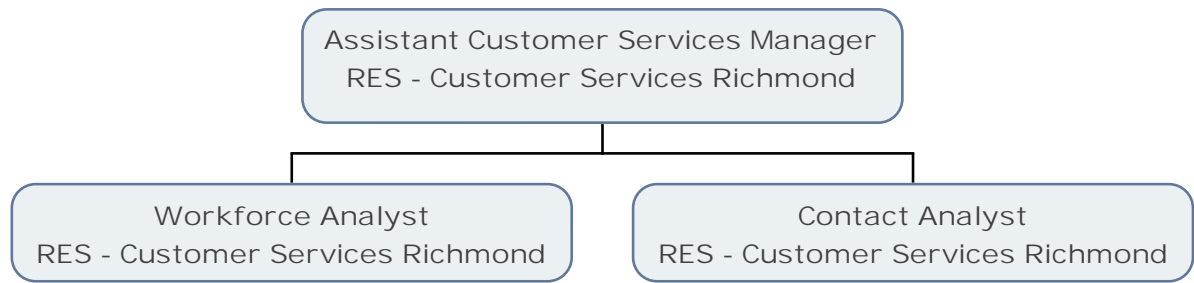 Assistant Customer Services Manager
RES - Customer Services Richmond
Workforce Analyst
RES - Customer Services Richmond
Contact Analyst
RES - Customer Services Richmond